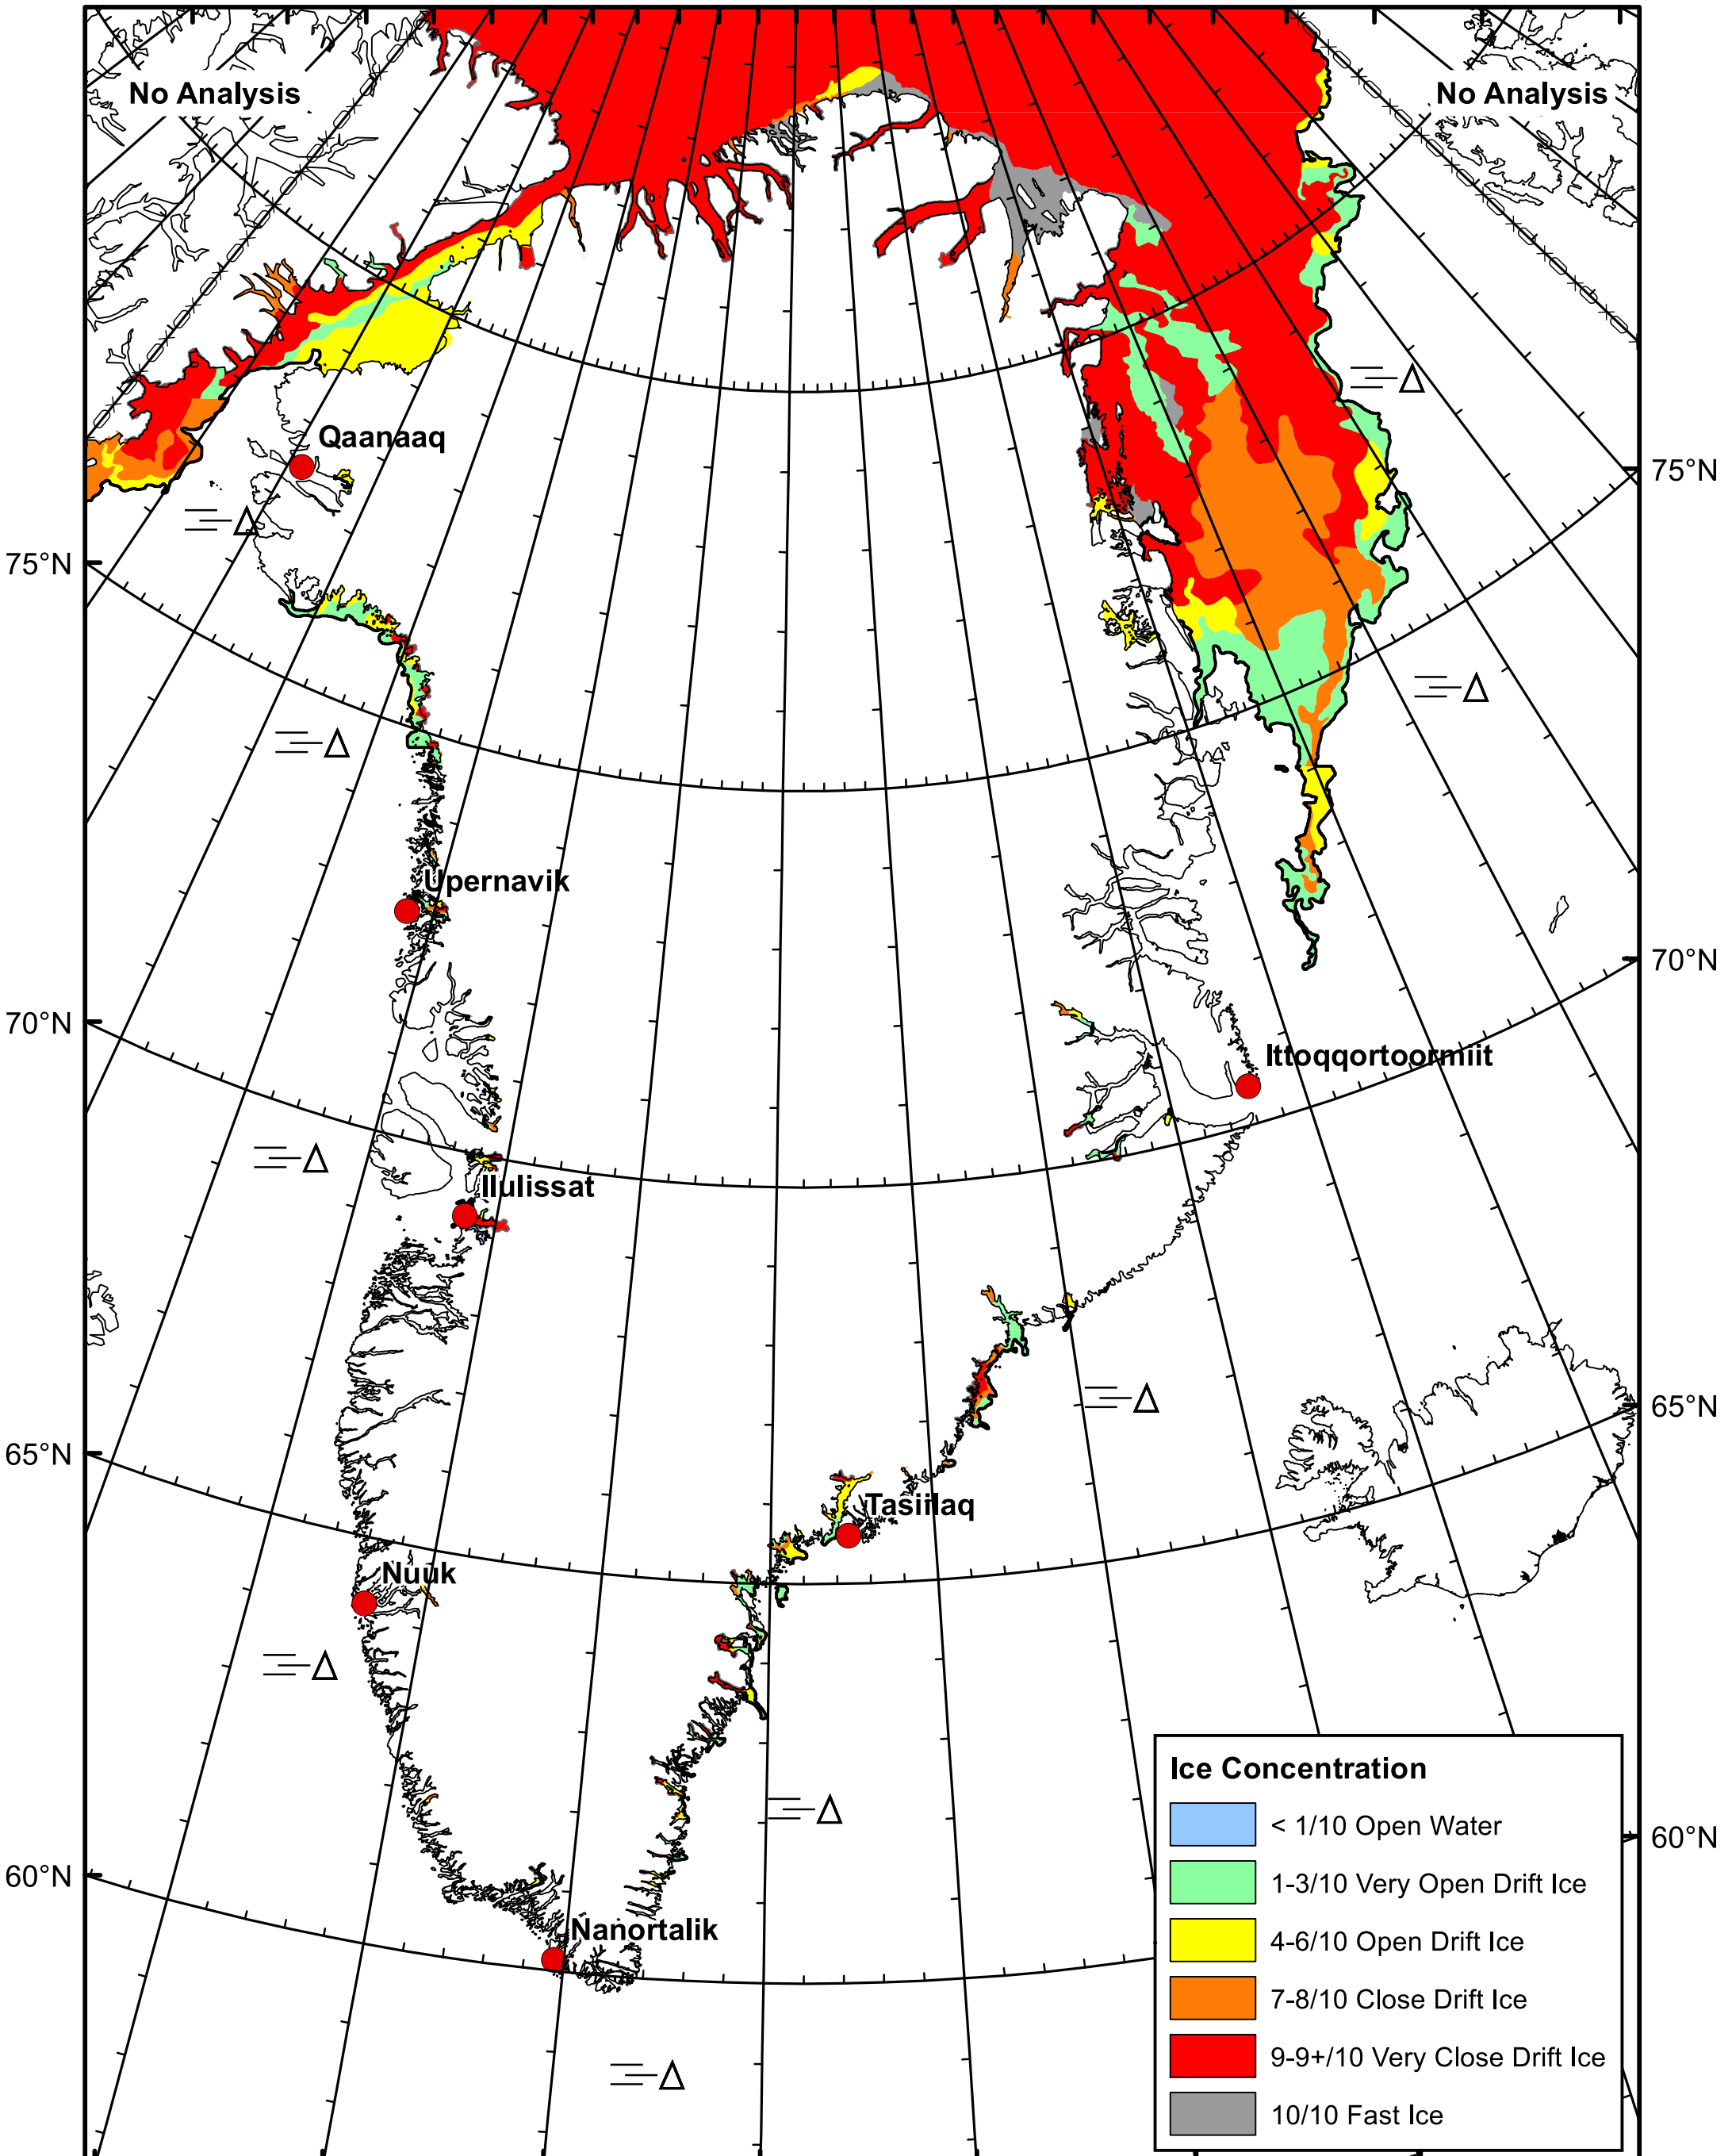 No Analysis
No Analysis
Qaanaaq
75°N
75°N
Upernavik
70°N
70°N
Ittoqqortoormiit
Ilulissat
65°N
65°N
Tasiilaq
Nuuk
60°N
60°N
Nanortalik
Ice Concentration
< 1/10 Open Water
1-3/10 Very Open Drift Ice
4-6/10 Open Drift Ice
7-8/10 Close Drift Ice
9-9+/10 Very Close Drift Ice
10/10 Fast Ice